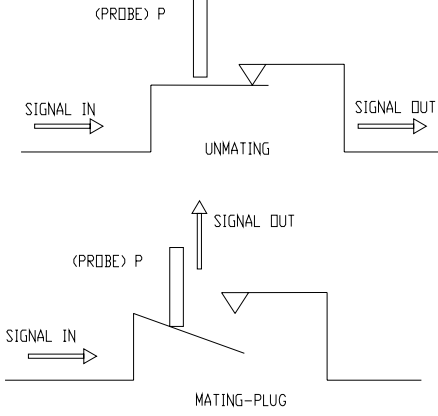 (PROBE) P
SIGNAL IN
SIGNAL OUT
UNMATING
SIGNAL OUT
(PROBE) P
SIGNAL IN
MATING-PLUG